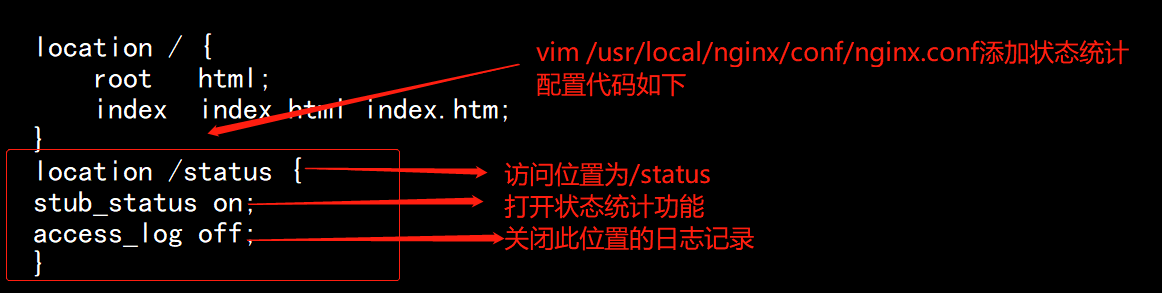 location / {
root html;
index index.html index.htm;
}
location /status {
stub_status on;
access_log off;
}
vim /usr/local/nginx/conf/nginx.conf添加状态统计
配置代码如下
访问位置为/status
打开状态统计功能
关闭此位置的日志记录